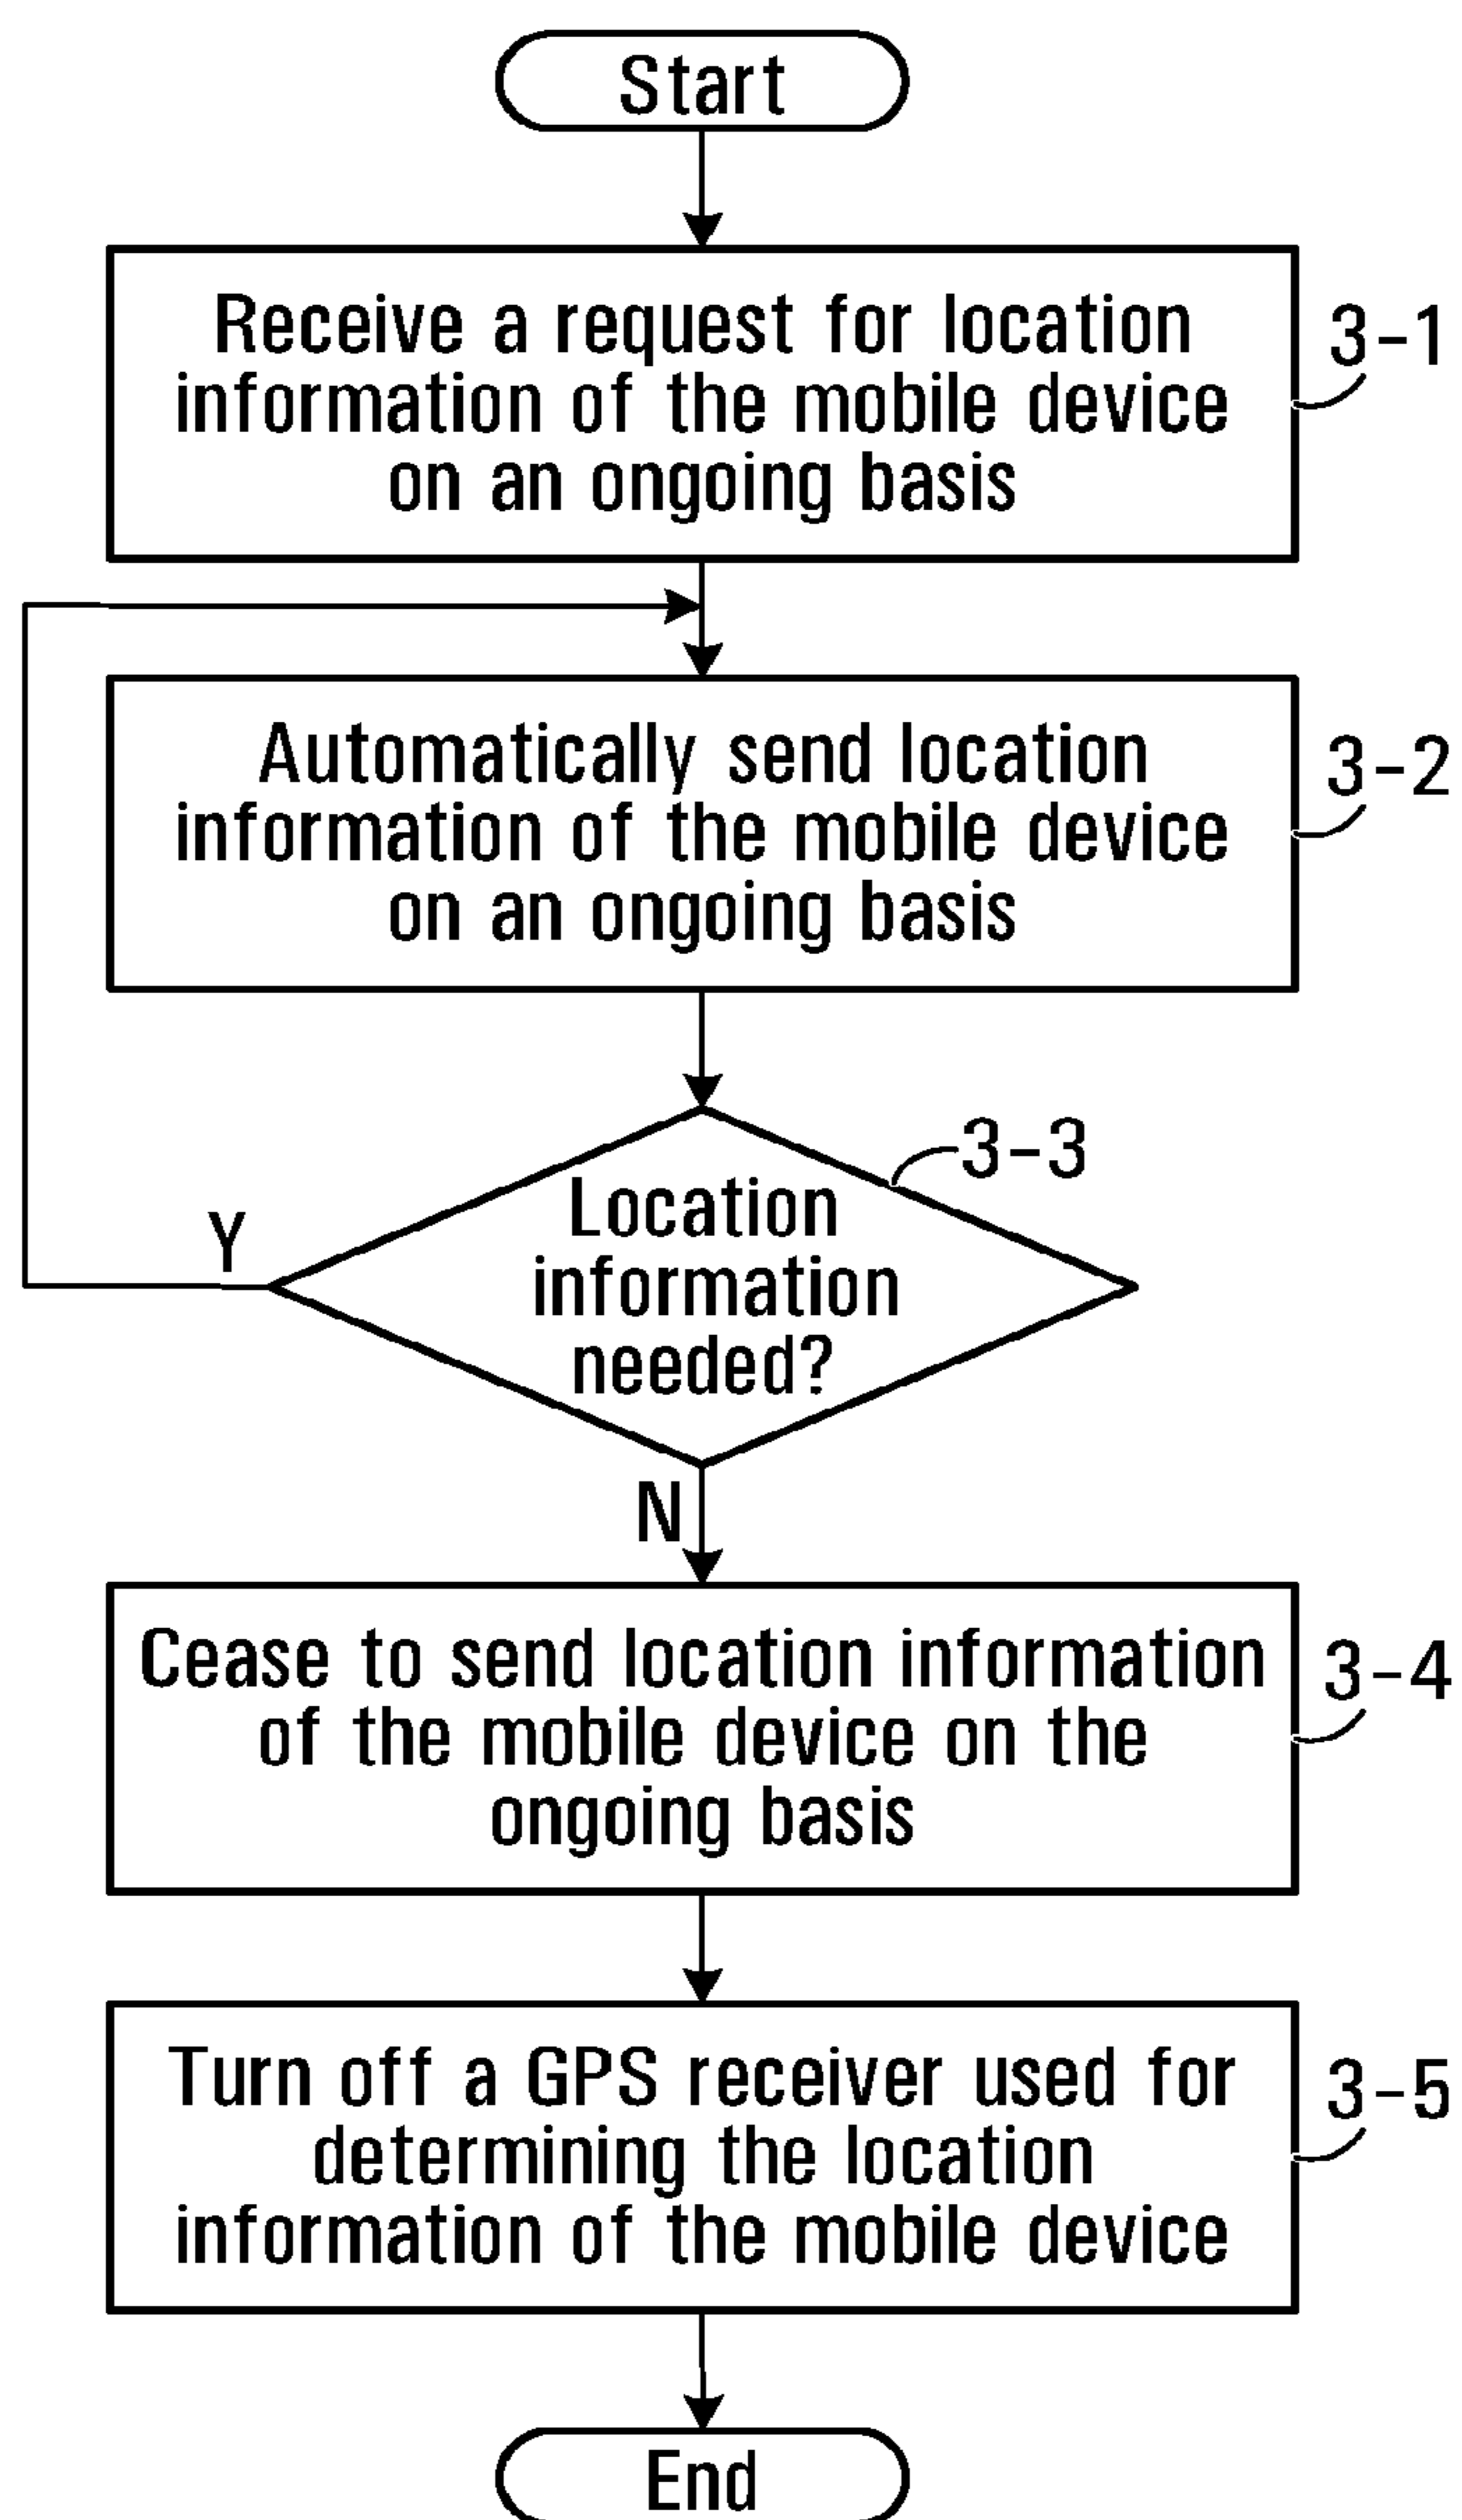 Start
Receive a request for location
information of the mobile device
on an ongoing basis
3-1
Automatically send location
information of the mobile device
on an ongoing basis
3-2
3-3
Location
information
needed?
Y
N
Cease to send location information
of the mobile device on the
ongoing basis
3-4
Turn off a GPS receiver used for
determining the location
information of the mobile device
3-5
End